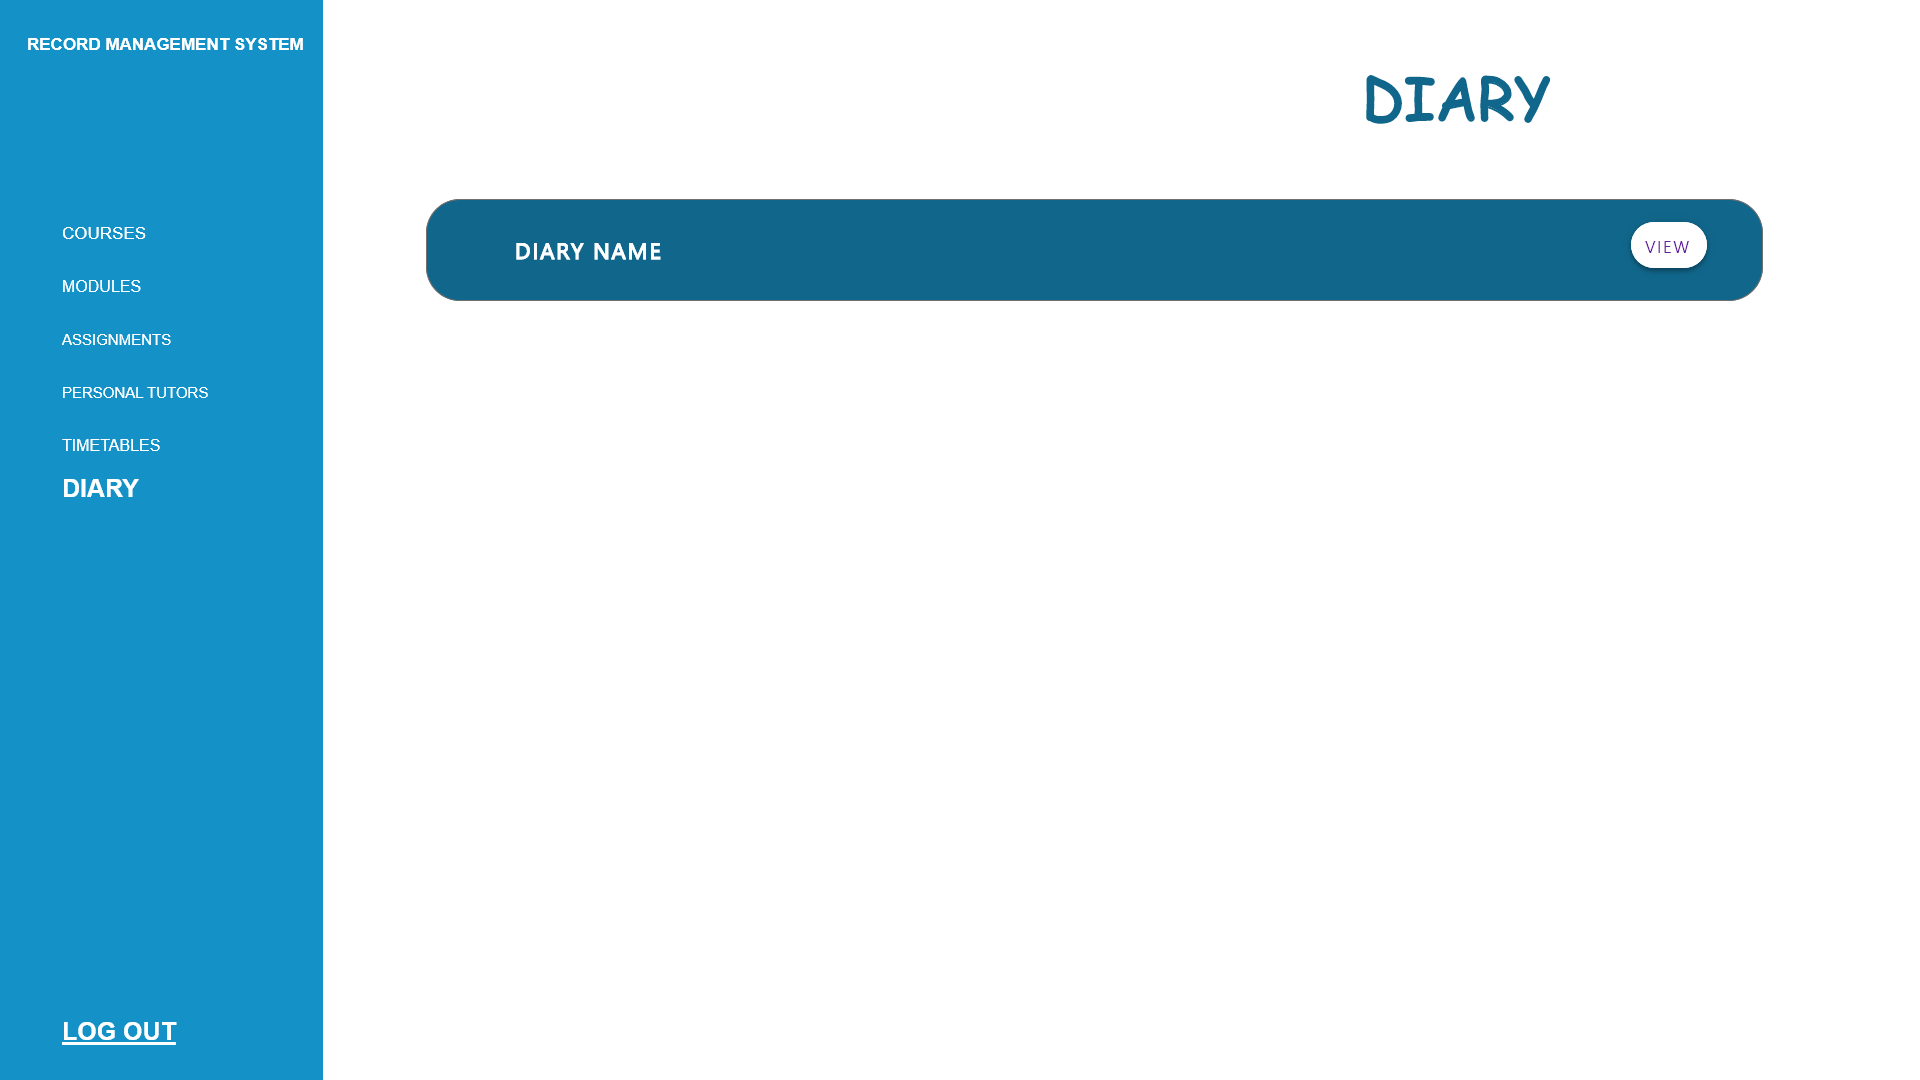 RECORD MANAGEMENT SYSTEM
COURSES
MODULES
ASSIGNMENTS
PERSONAL TUTORS
TIMETABLES
DIARY
LOG OUT
DIARY
DIARY NAME
VIEW